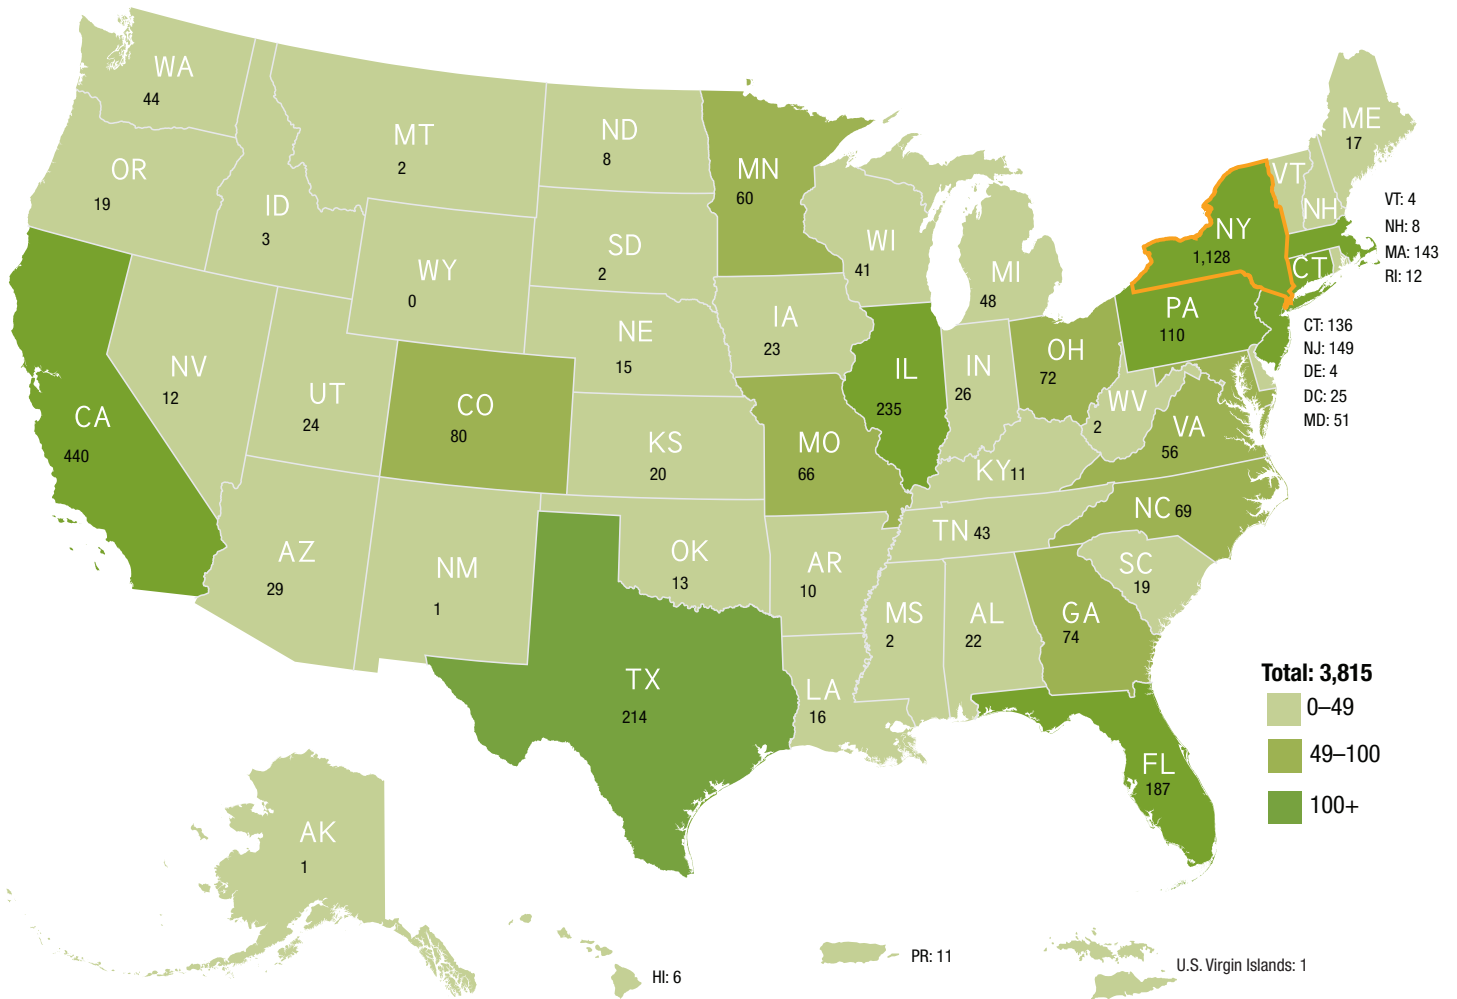 WA
44
OR
19
CA
440
NV
12
ID
3
MT
2
WY
0
UT
24
CO
80
AZ
29
NM
1
ND
8
SD
2
NE
15
KS
20
OK
13
TX
214
MN
60
IA
23
MO
66
AR
10
LA
16
WI
41
IL
235
MI
48
IN
26
OH
72
KY 11
TN 43
MS
2
AL
22
GA
74
FL
187
SC
19
NC 69
VA
56
WV
2
PA
110
NY
1,128
VT
NH
ME
17
CT
VT: 4
NH: 8
MA: 143
RI: 12
CT: 136
NJ: 149
DE: 4
DC: 25
MD: 51
Total: 3,815
0–49
49–100
100+
AK
1
HI: 6
PR: 11
U.S. Virgin Islands: 1